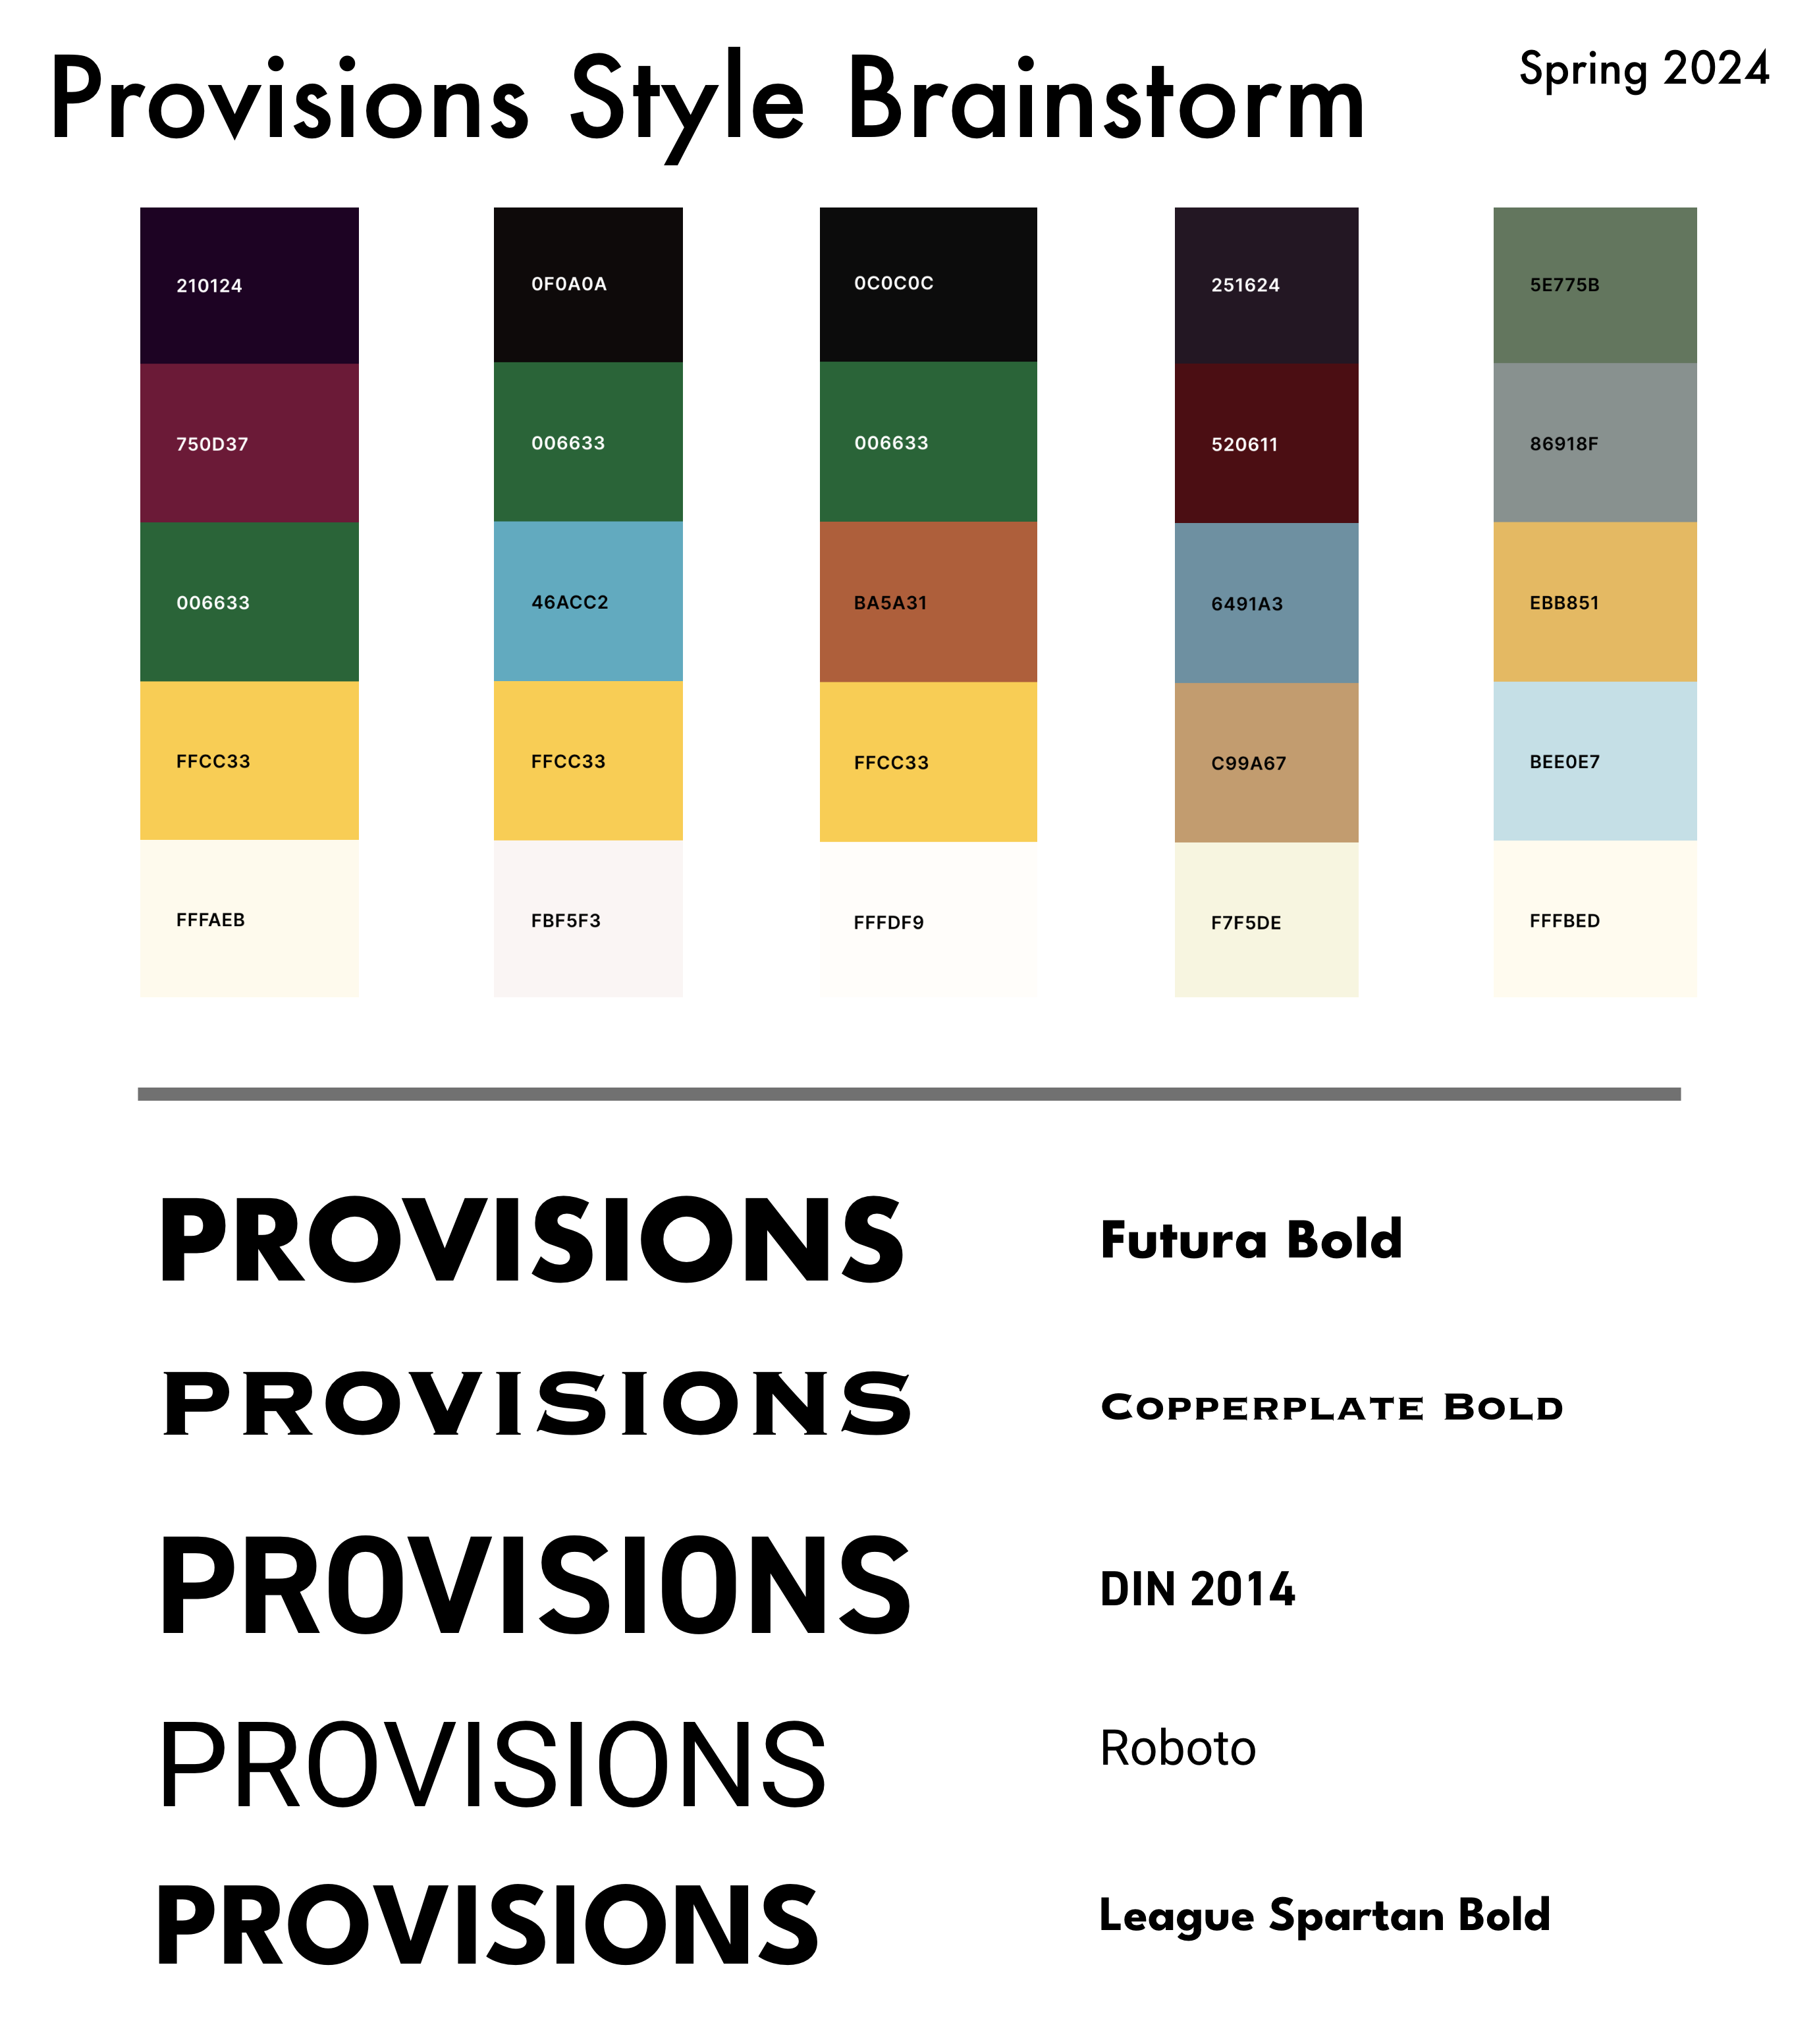 Provisions Style Brainstorm
Spring 2024
210124
750D37
006633
FFCC33
FFFAEB
0F0A0A
006633
46ACC2
FFCC33
FBF5F3
0C0C0C
006633
BA5A31
FFCC33
FFFDF9
251624
520611
6491A3
C99A67
F7F5DE
5E775B
86918F
EBB851
BEE0E7
FFFBED
PROVISIONS
Futura Bold
PROVISIONS
Copperplate Bold
PROVISIONS
DIN 2014
PROVISIONS
Roboto
PROVISIONS
League Spartan Bold